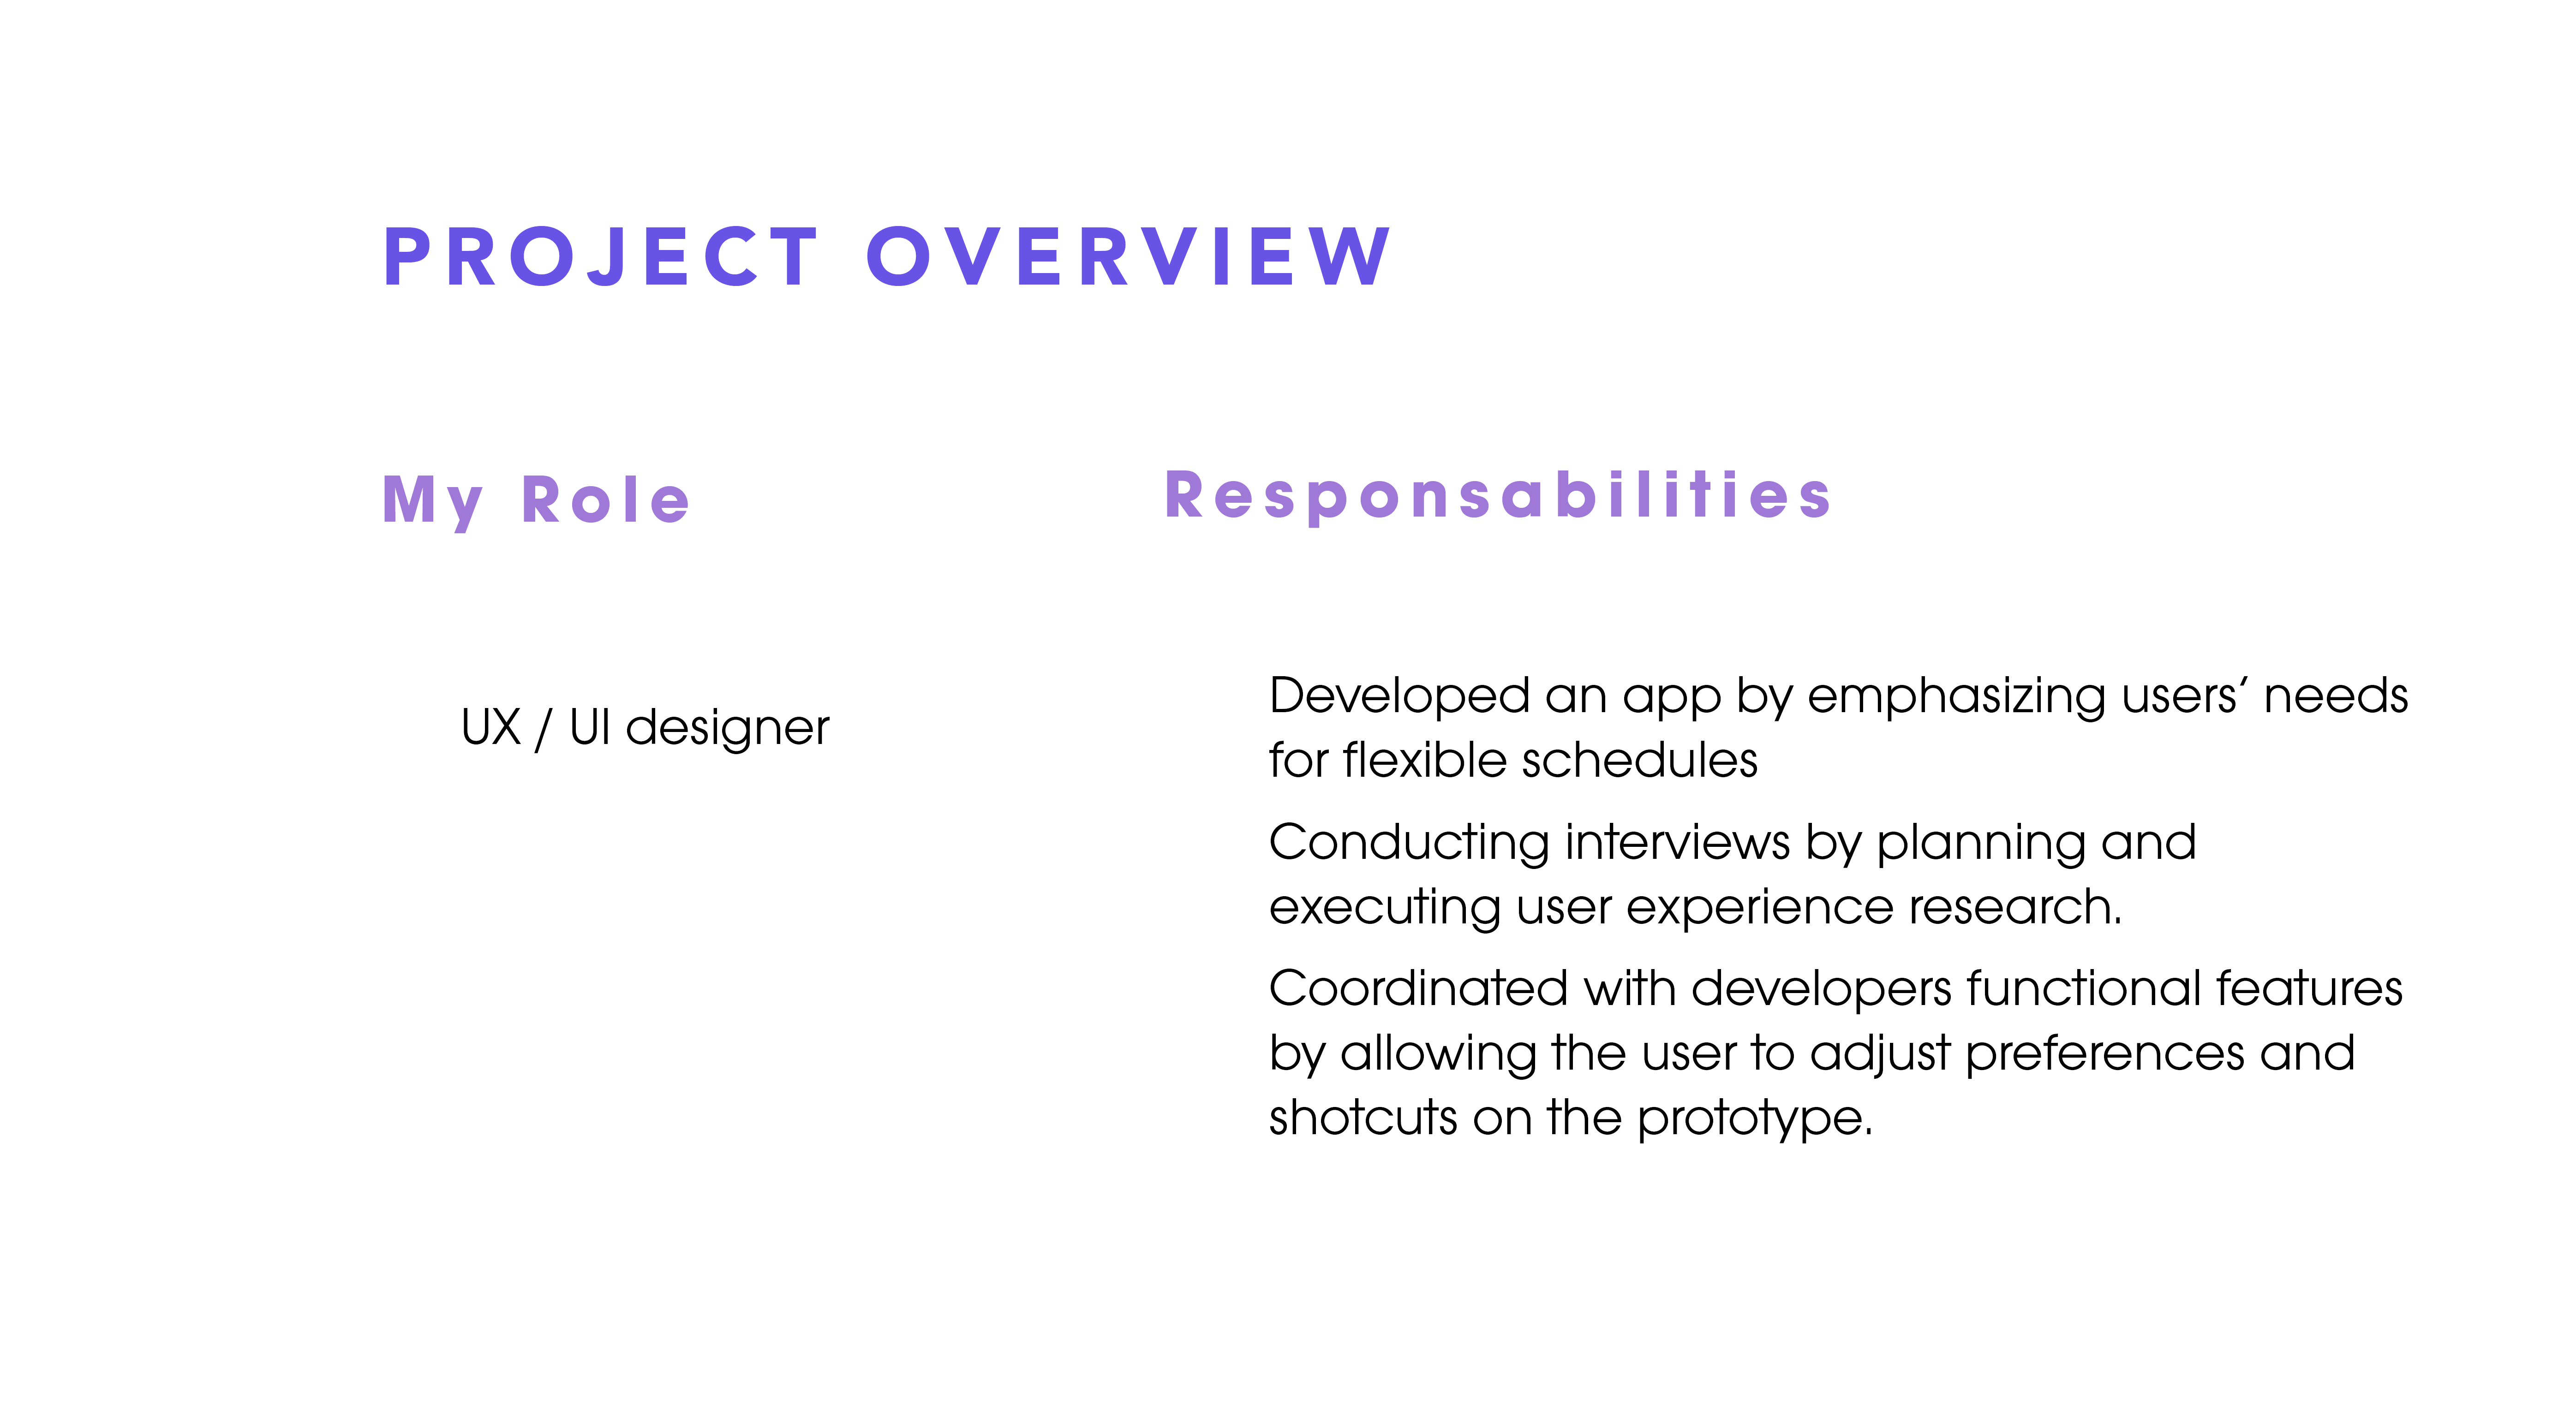 PROJECT OVERVIEW
My Role
UX / UI designer
Responsabilities
Developed an app by emphasizing users’ needs
for flexible schedules
Conducting interviews by planning and
executing user experience research.
Coordinated with developers functional features
by allowing the user to adjust preferences and
shotcuts on the prototype.